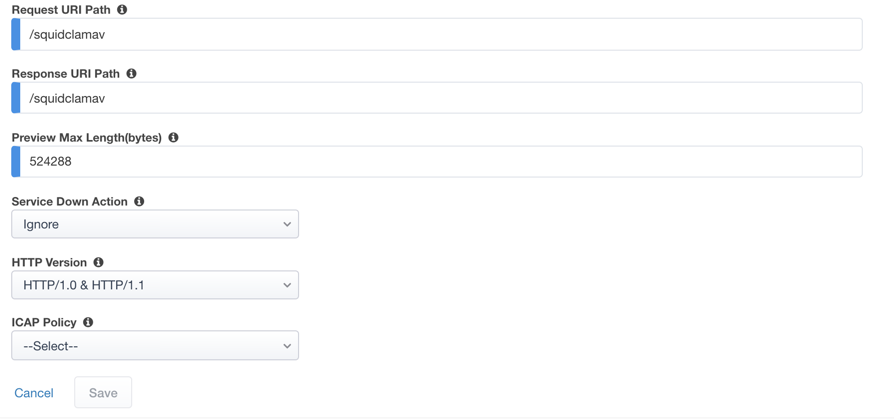 Request URI Path
/squidclamav
Response URI Path
/squidclamav
Preview Max Length(bytes)
524288
Service Down Action
Ignore
HTTP Version
HTTP/1.0 & HTTP/1.1
ICAP Policy
--Select--
Cancel Save